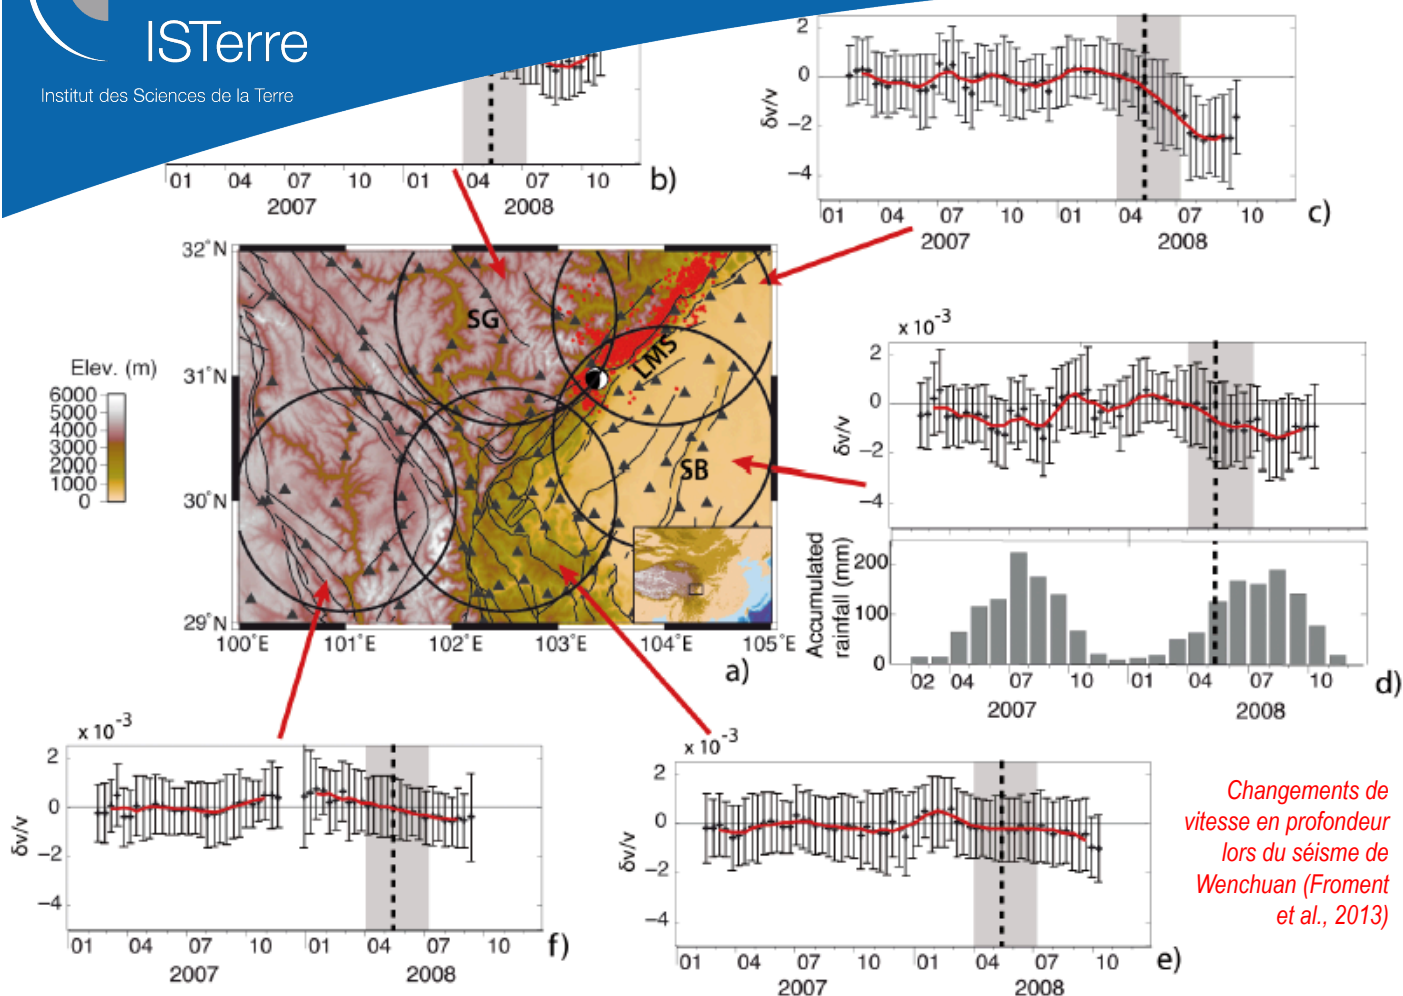 ISTerre
Institut des Sciences de la Terre
01 04 07 10 01 04 07 10
2007 2008
b)
2
0
−2
−4
δv/v
01 04 07 10 01 04 07 10
2007 2008
c)
32°N
31°N
30°N
29°N
100°E 101°E 102°E 103°E 104°E 105°E
SG
LMS
SB
a)
Elev. (m)
6000
5000
4000
3000
2000
1000
0
x 10⁻³
2
0
−2
−4
δv/v
Accumulated
rainfall (mm)
200
100
0
02 04 07 10 01 04 07 10
2007 2008
d)
x 10⁻³
2
0
−2
−4
δv/v
01 04 07 10 01 04 07 10
2007 2008
f)
x 10⁻³
2
0
−2
−4
δv/v
01 04 07 10 01 04 07 10
2007 2008
e)
Changements de
vitesse en profondeur
lors du séisme de
Wenchuan (Froment
et al., 2013)